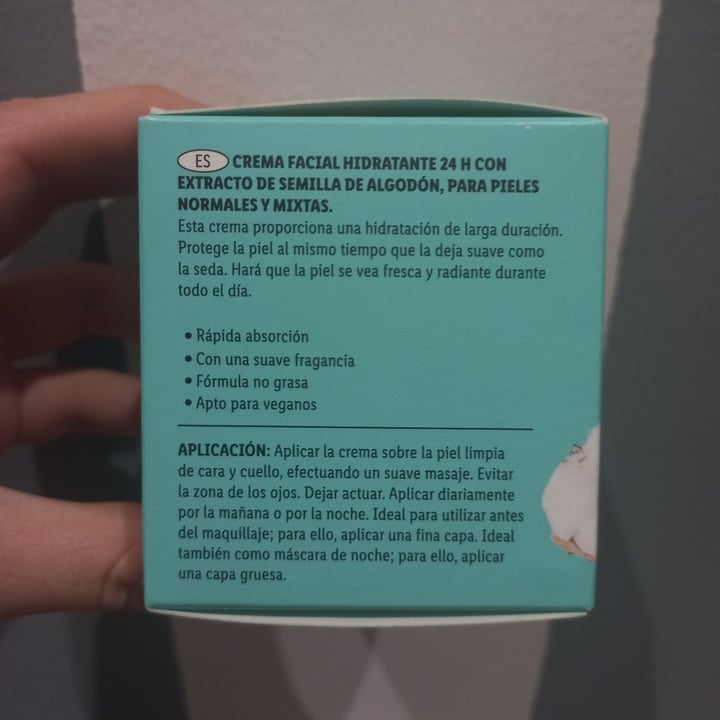 ES CREMA FACIAL HIDRATANTE 24 H CON
EXTRACTO DE SEMILLA DE ALGODÓN, PARA PIELES
NORMALES Y MIXTAS.
Esta crema proporciona una hidratación de larga duración.
Protege la piel al mismo tiempo que la deja suave como
la seda. Hará que la piel se vea fresca y radiante durante
todo el día.
• Rápida absorción
• Con una suave fragancia
• Fórmula no grasa
• Apto para veganos
APLICACIÓN: Aplicar la crema sobre la piel limpia
de cara y cuello, efectuando un suave masaje. Evitar
la zona de los ojos. Dejar actuar. Aplicar diariamente
por la mañana o por la noche. Ideal para utilizar antes
del maquillaje; para ello, aplicar una fina capa. Ideal
también como máscara de noche; para ello, aplicar
una capa gruesa.